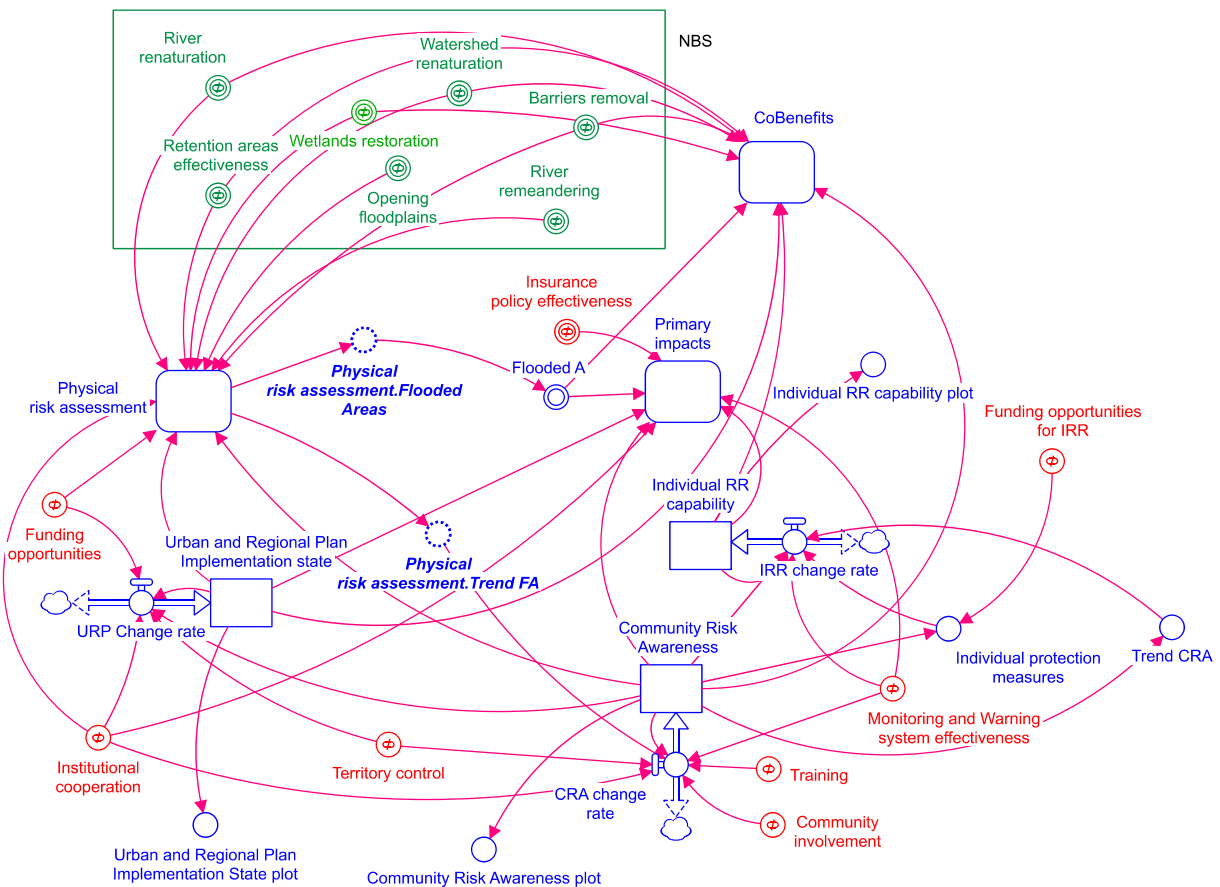 River
renaturation
Watershed
renaturation
NBS
Barriers removal
CoBenefits
Wetlands restoration
Retention areas
effectiveness
River
remeandering
Opening
floodplains
Insurance
policy effectiveness
Primary
impacts
Flooded A
Physical
risk assessment.Flooded
Areas
Physical
risk assessment
Individual RR capability plot
Funding opportunities
for IRR
Individual RR
capability
Funding
opportunities
Urban and Regional Plan
Implementation state
Physical
risk assessment.Trend FA
IRR change rate
URP Change rate
Community Risk
Awareness
Individual protection
measures
Trend CRA
Monitoring and Warning
system effectiveness
Institutional
cooperation
Territory control
CRA change
rate
Training
Community
involvement
Urban and Regional Plan
Implementation State plot
Community Risk Awareness plot